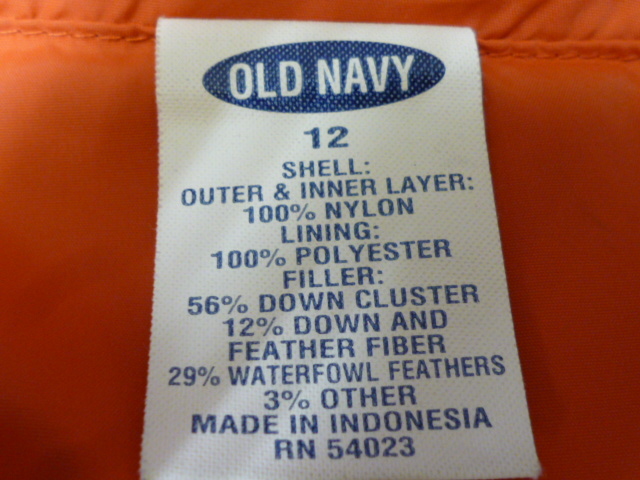 OLD NAVY
12
SHELL:
OUTER & INNER LAYER:
100% NYLON
LINING:
100% POLYESTER
FILLER:
56% DOWN CLUSTER
12% DOWN AND
FEATHER FIBER
29% WATERFOWL FEATHERS
3% OTHER
MADE IN INDONESIA
RN 54023